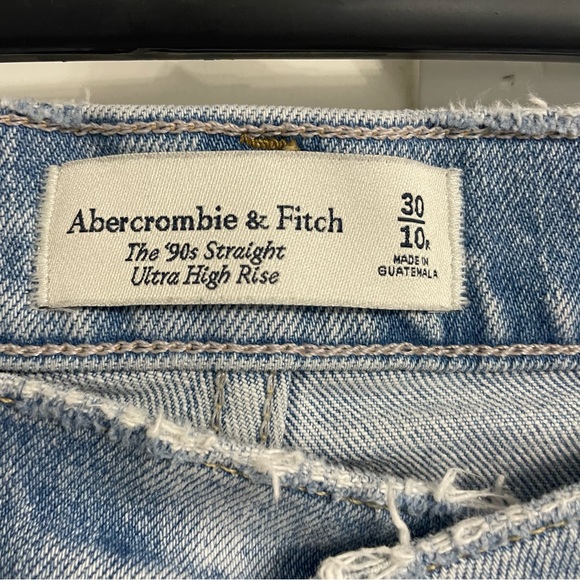 Abercrombie & Fitch
The '90s Straight
Ultra High Rise
30
10R
MADE IN
GUATEMALA